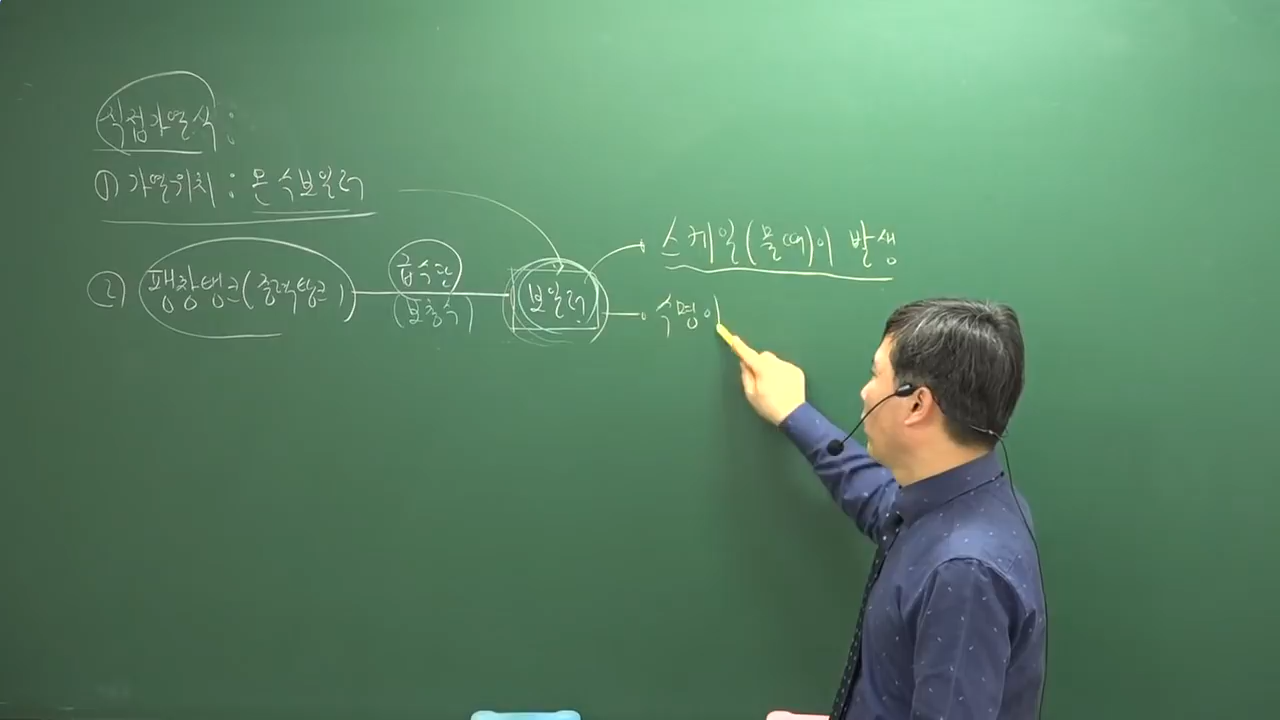 직접가열식 :
① 가열위치 : 온수보일러
② 팽창탱크(중력탱크)
급수관
(보충수)
보일러
스케일(물때)이 발생
수명이